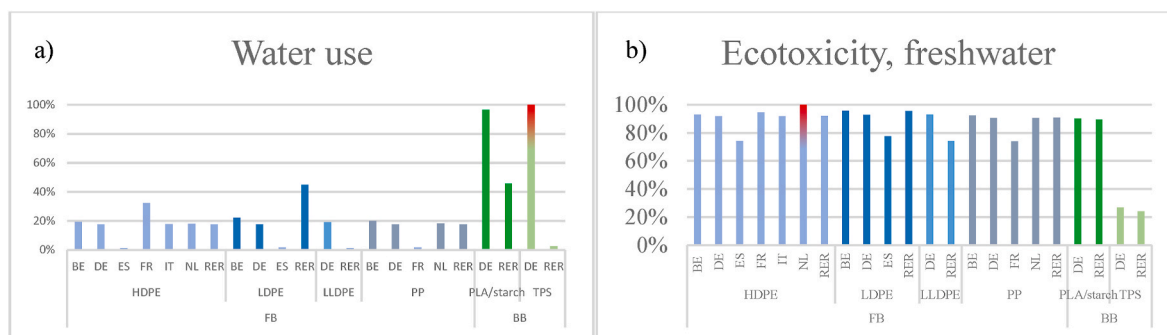 a)
Water use
100%
80%
60%
40%
20%
0%
BE DE ES FR IT NL RER BE DE ES RER DE RER BE DE FR NL RER DE RER DE RER
HDPE LDPE LLDPE PP PLA/starch TPS
FB BB
b)
Ecotoxicity, freshwater
100%
80%
60%
40%
20%
0%
BE DE ES FR IT NL RER BE DE ES RER DE RER BE DE FR NL RER DE RER DE RER
HDPE LDPE LLDPE PP PLA/starch TPS
FB BB